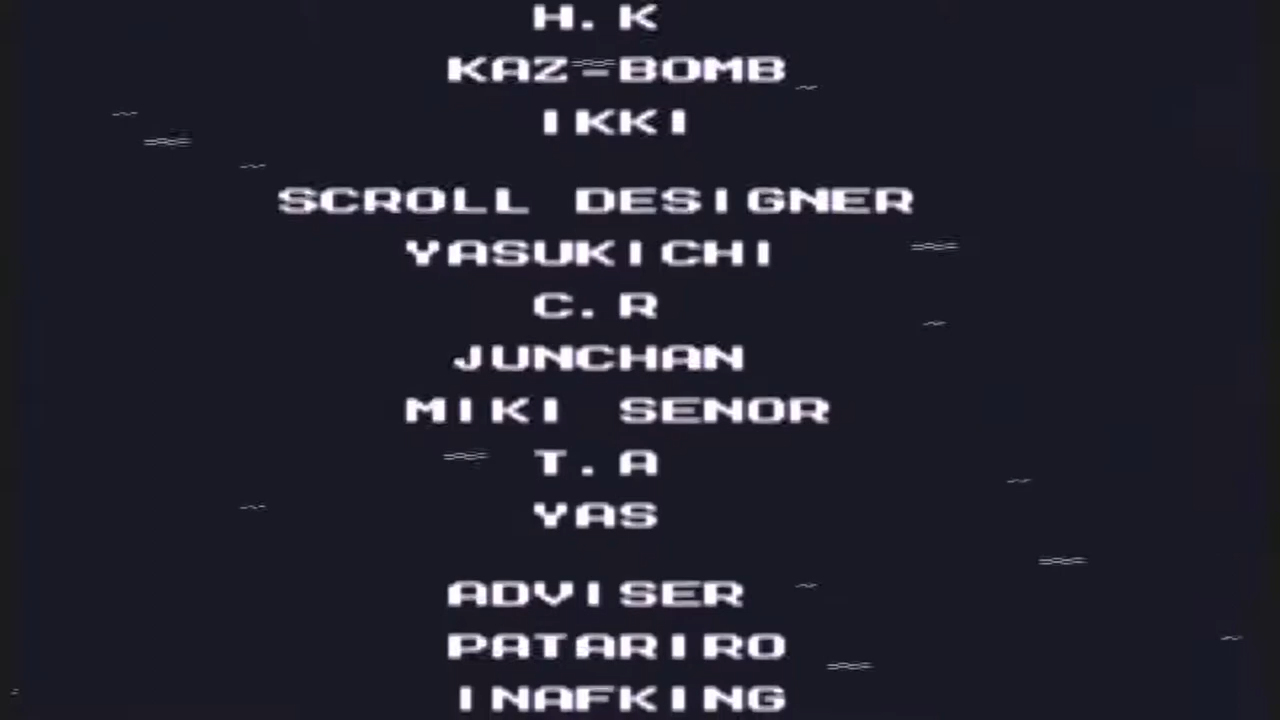 H.K
KAZ-BOMB
IKKI
SCROLL DESIGNER
YASUKICHI
C.R
JUNCHAN
MIKI SENOR
T.A
YAS
ADVISER
PATARIRO
INAFKING